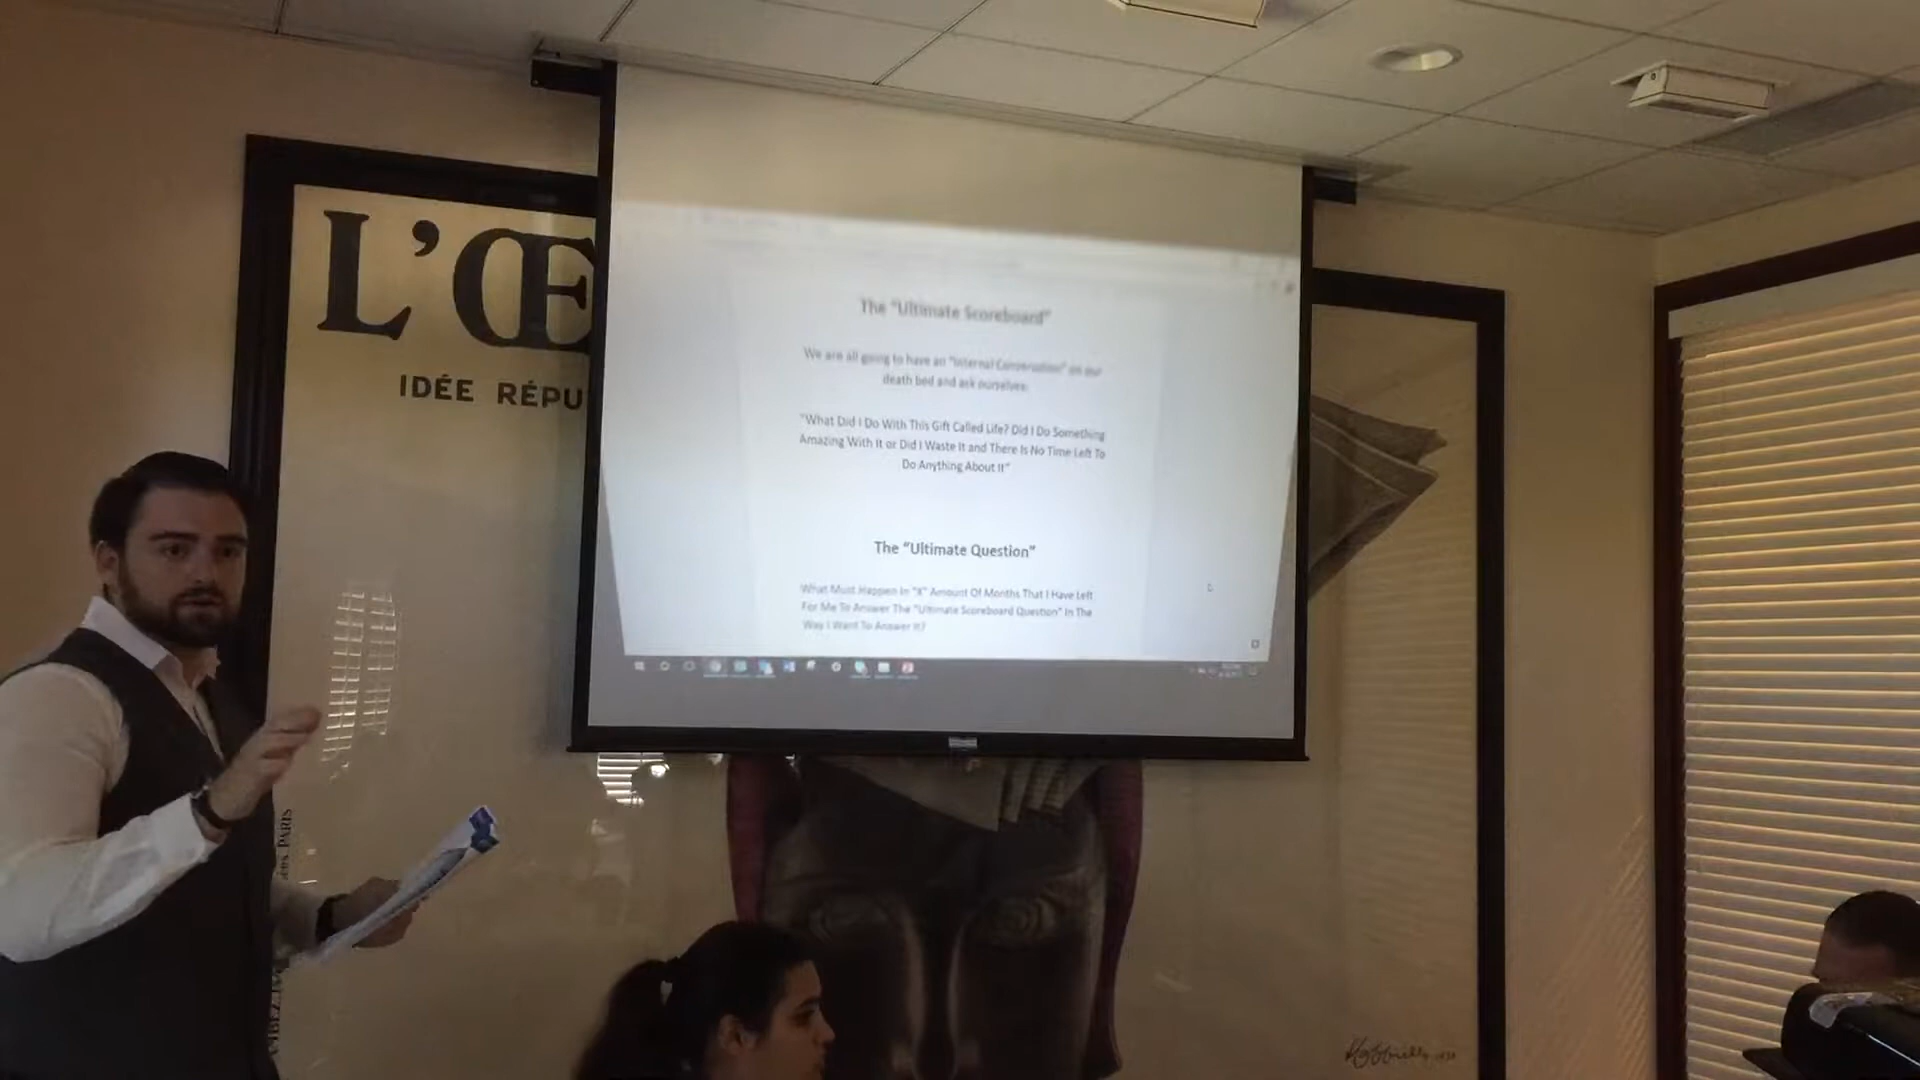 L'Œ
IDÉE RÉPU
The "Ultimate Scoreboard"
We are all going to have an "Internal Conversation" on our
death bed and ask ourselves:
"What Did I Do With This Gift Called Life? Did I Do Something
Amazing With It or Did I Waste It and There Is No Time Left To
Do Anything About It"
The "Ultimate Question"
What Must Happen In "X" Amount Of Months That I Have Left
For Me To Answer The "Ultimate Scoreboard Question" In The
Way I Want To Answer It?
PARIS